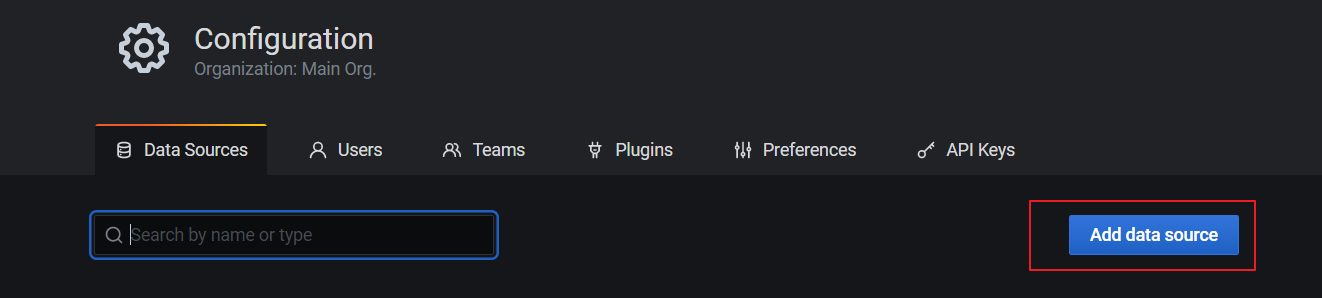 Configuration
Organization: Main Org.
Data Sources Users Teams Plugins Preferences API Keys
Search by name or type Add data source